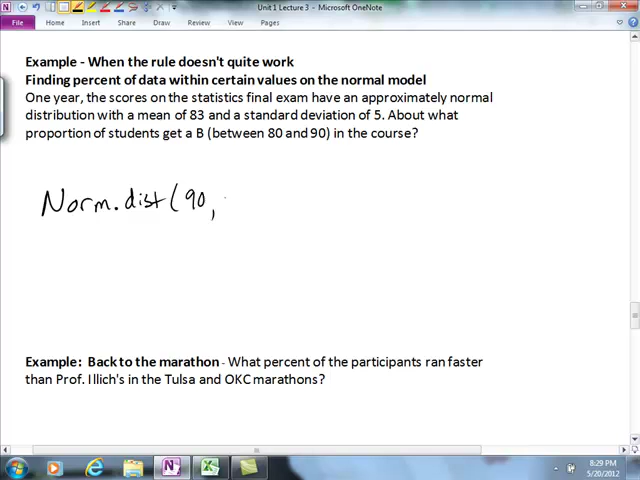 Unit 1 Lecture 3 - Microsoft OneNote
File Home Insert Share Draw Review View
Example - When the rule doesn't quite work
Finding percent of data within certain values on the normal model
One year, the scores on the statistics final exam have an approximately normal
distribution with a mean of 83 and a standard deviation of 5. About what
proportion of students get a B (between 80 and 90) in the course?
Norm.dist(90,
Example: Back to the marathon - What percent of the participants ran faster
than Prof. Illich's in the Tulsa and OKC marathons?
8:29 PM
5/20/2012